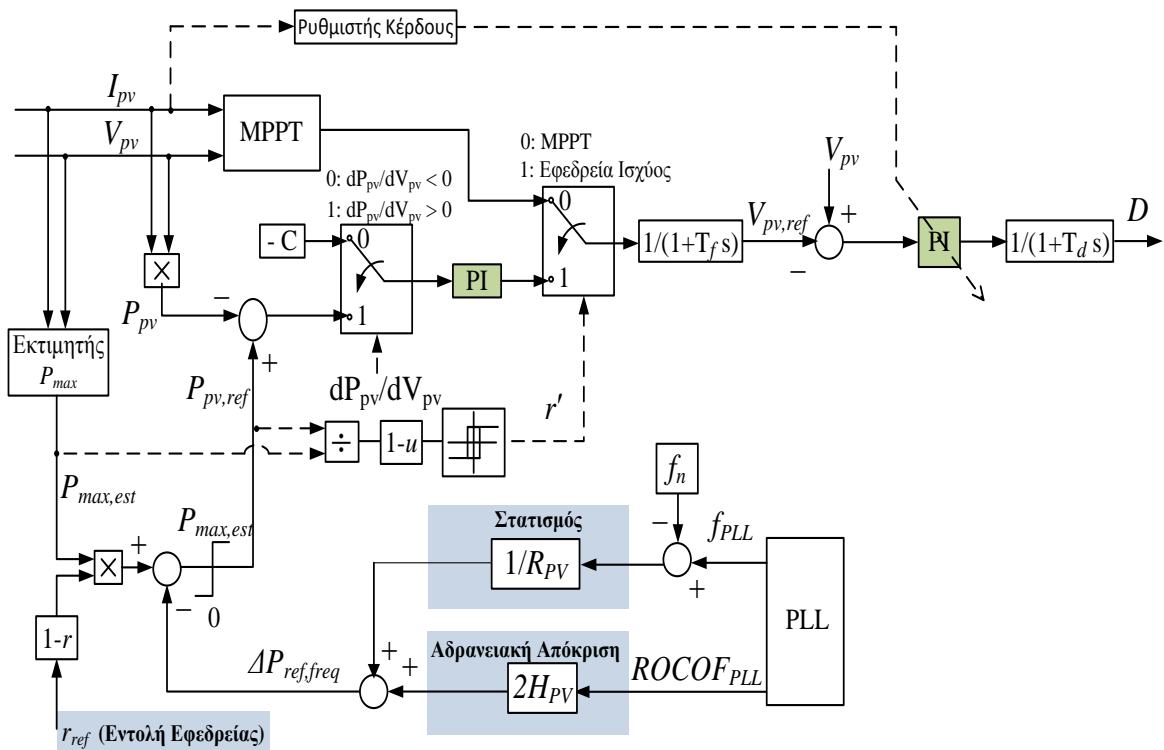 Ρυθμιστής Κέρδους
I_pv
V_pv
MPPT
0: MPPT
1: Εφεδρεία Ισχύος
0: dP_pv/dV_pv < 0
1: dP_pv/dV_pv > 0
- C
0
1
PI
0
1
1/(1+T_f s)
V_pv,ref
V_pv
+
−
PI
1/(1+T_d s)
D
×
P_pv
−
+
Εκτιμητής
P_max
P_pv,ref
dP_pv/dV_pv
r'
÷
1-u
P_max,est
P_max,est
0
×
+
−
1-r
r_ref (Εντολή Εφεδρείας)
ΔP_ref,freq
+
+
Στατισμός
1/R_PV
Αδρανειακή Απόκριση
2H_PV
f_n
−
+
f_PLL
ROCOF_PLL
PLL